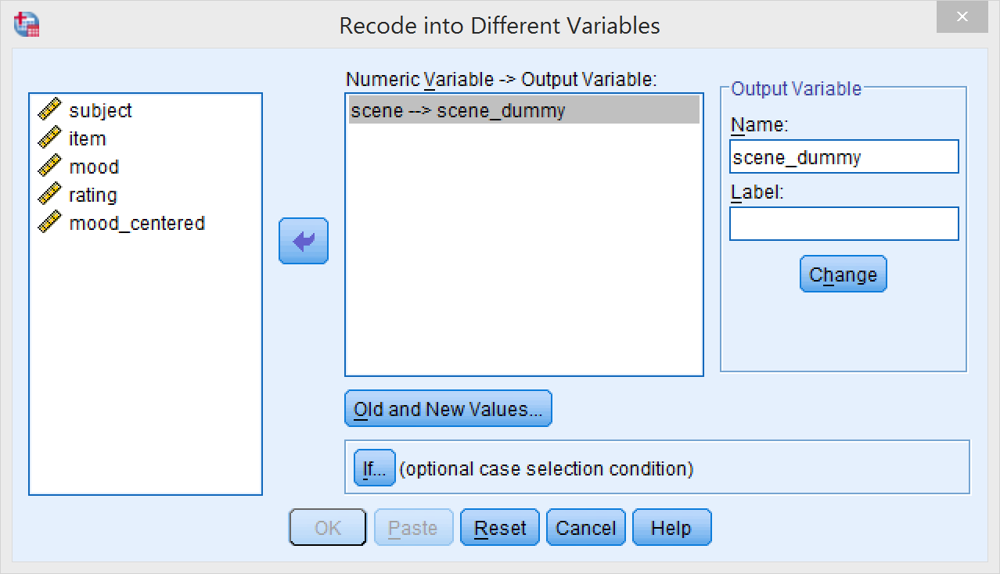 Recode into Different Variables
subject
item
mood
rating
mood_centered
Numeric Variable -> Output Variable:
scene --> scene_dummy
Output Variable
Name:
scene_dummy
Label:
Change
Old and New Values...
If... (optional case selection condition)
OK Paste Reset Cancel Help